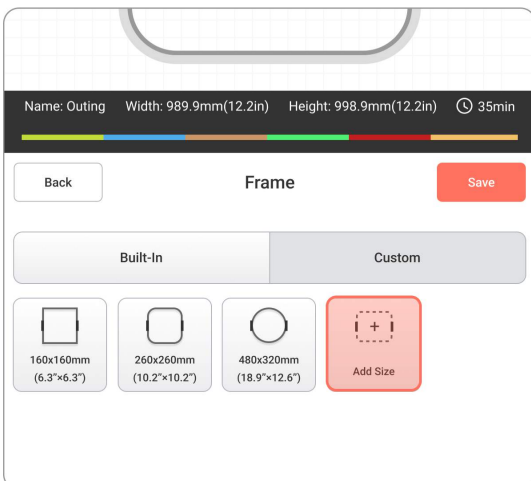 Name: Outing Width: 989.9mm(12.2in) Height: 998.9mm(12.2in) 35min
Back Frame Save
Built-In Custom
160x160mm 260x260mm 480x320mm
(6.3"×6.3") (10.2"×10.2") (18.9"×12.6") Add Size